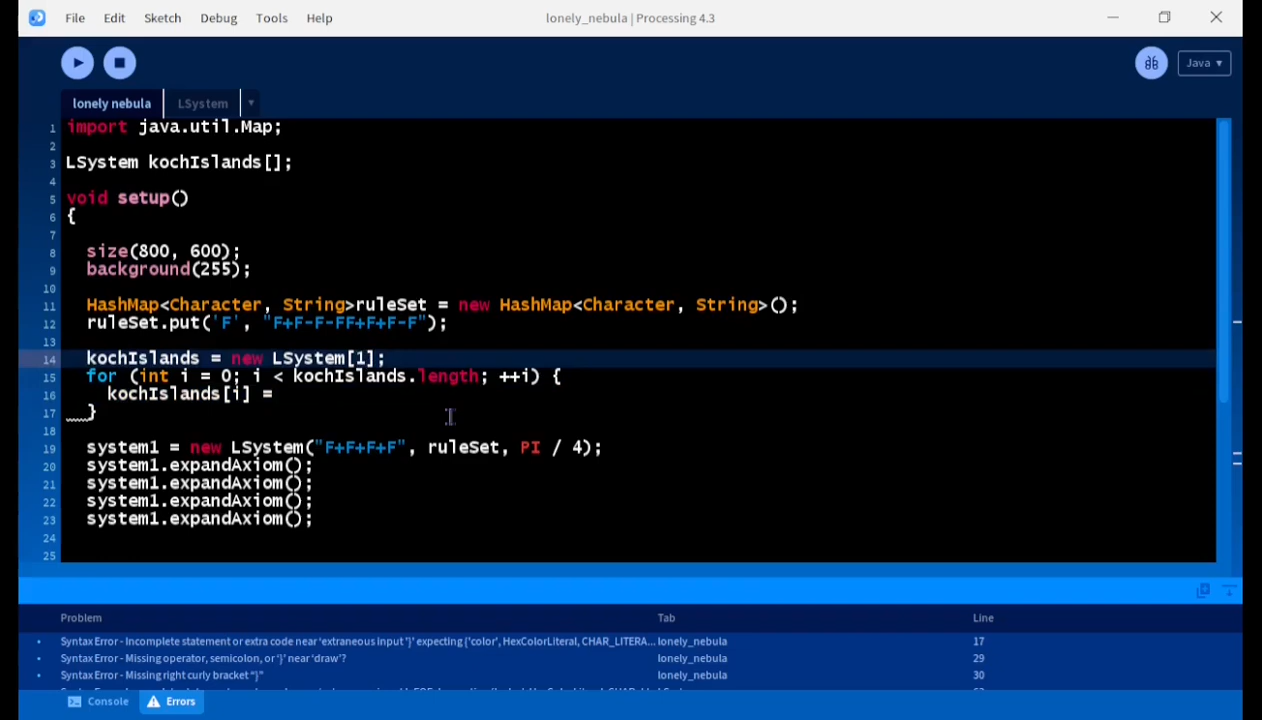 File Edit Sketch Debug Tools Help lonely_nebula | Processing 4.3
Java ▾
lonely nebula LSystem ▾
1 import java.util.Map;
2
3 LSystem kochIslands[];
4
5 void setup()
6 {
7
8 size(800, 600);
9 background(255);
10
11 HashMap<Character, String>ruleSet = new HashMap<Character, String>();
12 ruleSet.put('F', "F+F-F-FF+F+F-F");
13
14 kochIslands = new LSystem[1];
15 for (int i = 0; i < kochIslands.length; ++i) {
16 kochIslands[i] =
17 }
18
19 system1 = new LSystem("F+F+F+F", ruleSet, PI / 4);
20 system1.expandAxiom();
21 system1.expandAxiom();
22 system1.expandAxiom();
23 system1.expandAxiom();
24
25
Problem Tab Line
• Syntax Error - Incomplete statement or extra code near 'extraneous input '}' expecting {'color', HexColorLiteral, CHAR_LITERA... lonely_nebula 17
• Syntax Error - Missing operator, semicolon, or '}' near 'draw'? lonely_nebula 29
• Syntax Error - Missing right curly bracket "}" lonely_nebula 30
Console Errors